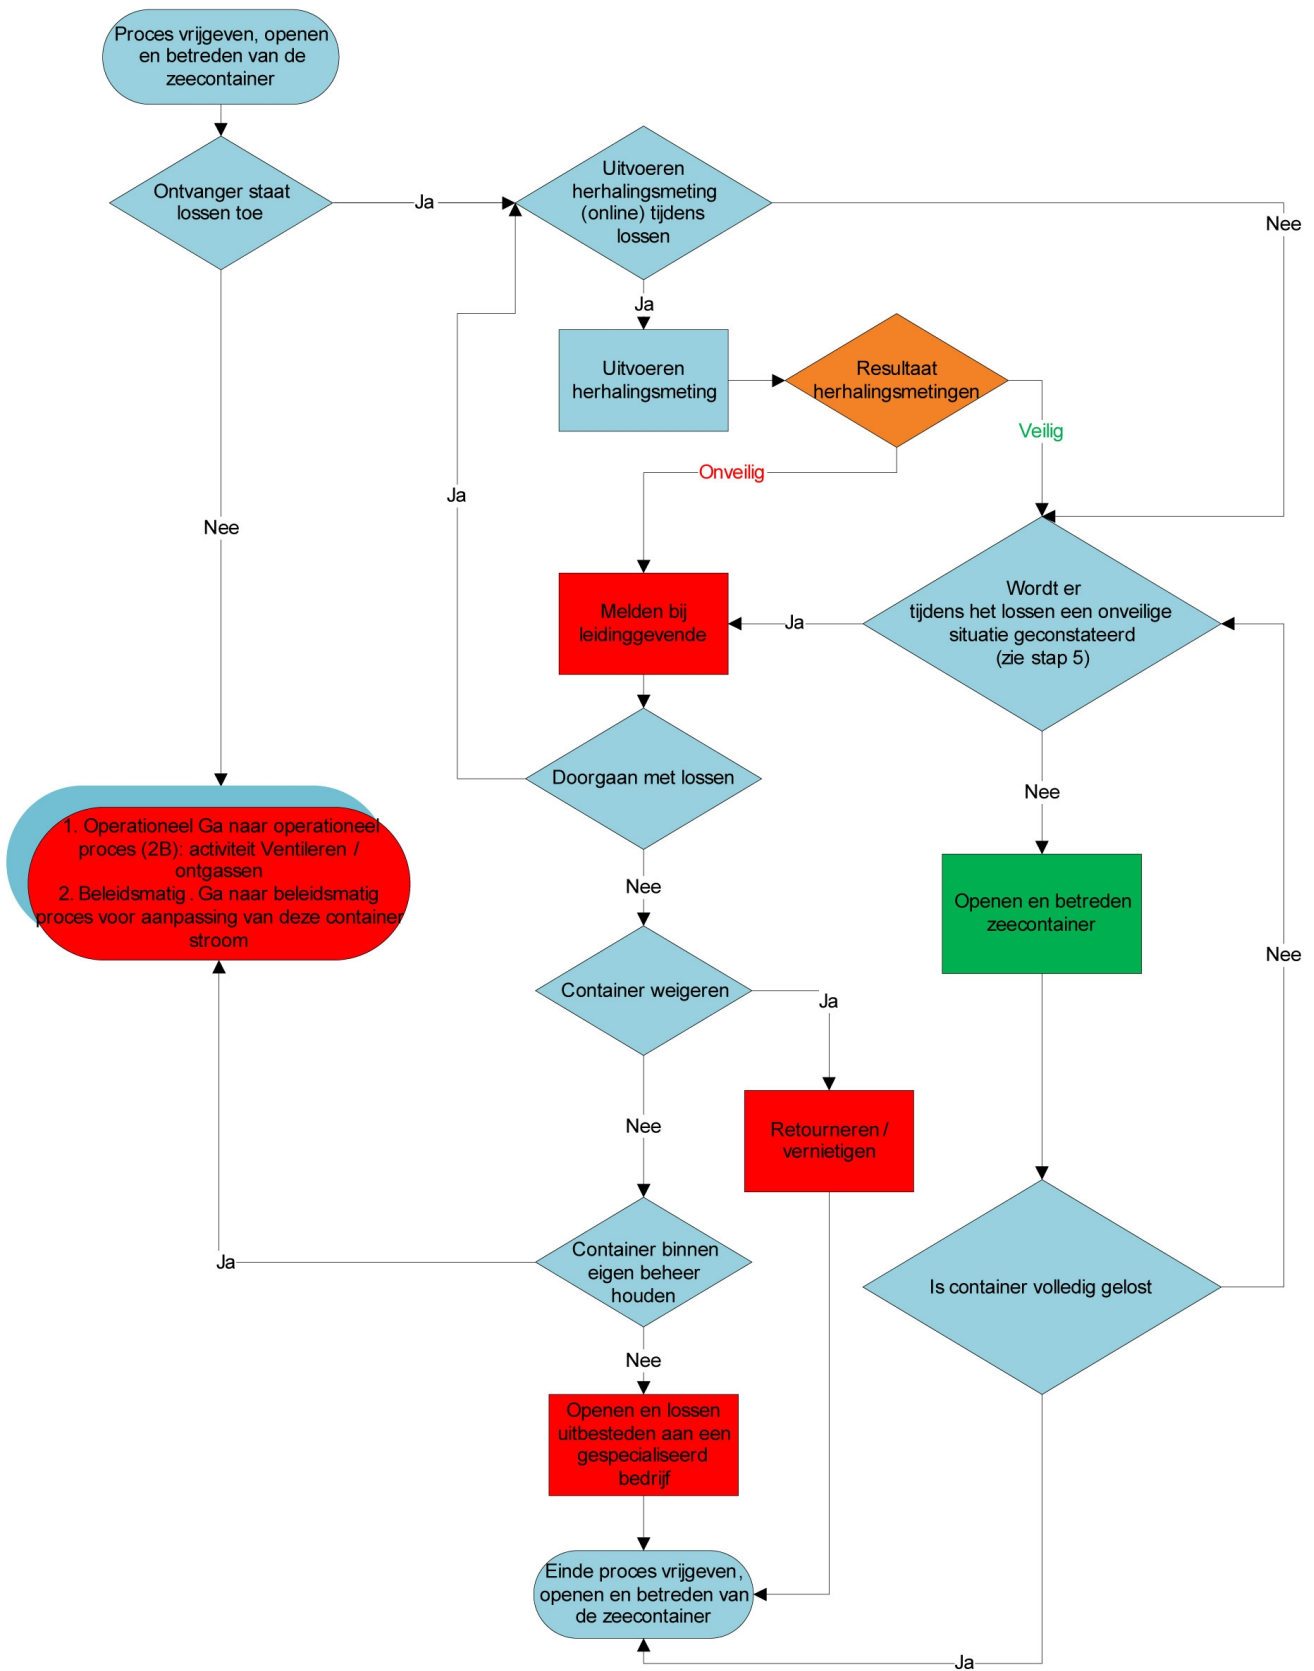 Proces vrijgeven, openen
en betreden van de
zeecontainer
Ontvanger staat
lossen toe
Ja
Uitvoeren
herhalingsmeting
(online) tijdens
lossen
Nee
Ja
Uitvoeren
herhalingsmeting
Resultaat
herhalingsmetingen
Veilig
Onveilig
Ja
Nee
Melden bij
leidinggevende
Ja
Wordt er
tijdens het lossen een onveilige
situatie geconstateerd
(zie stap 5)
Doorgaan met lossen
Nee
1. Operationeel Ga naar operationeel
proces (2B): activiteit Ventileren /
ontgassen
2. Beleidsmatig. Ga naar beleidsmatig
proces voor aanpassing van deze container
stroom
Nee
Openen en betreden
zeecontainer
Nee
Container weigeren
Ja
Nee
Retourneren /
vernietigen
Container binnen
eigen beheer
houden
Ja
Is container volledig gelost
Nee
Openen en lossen
uitbesteden aan een
gespecialiseerd
bedrijf
Einde proces vrijgeven,
openen en betreden van
de zeecontainer
Ja